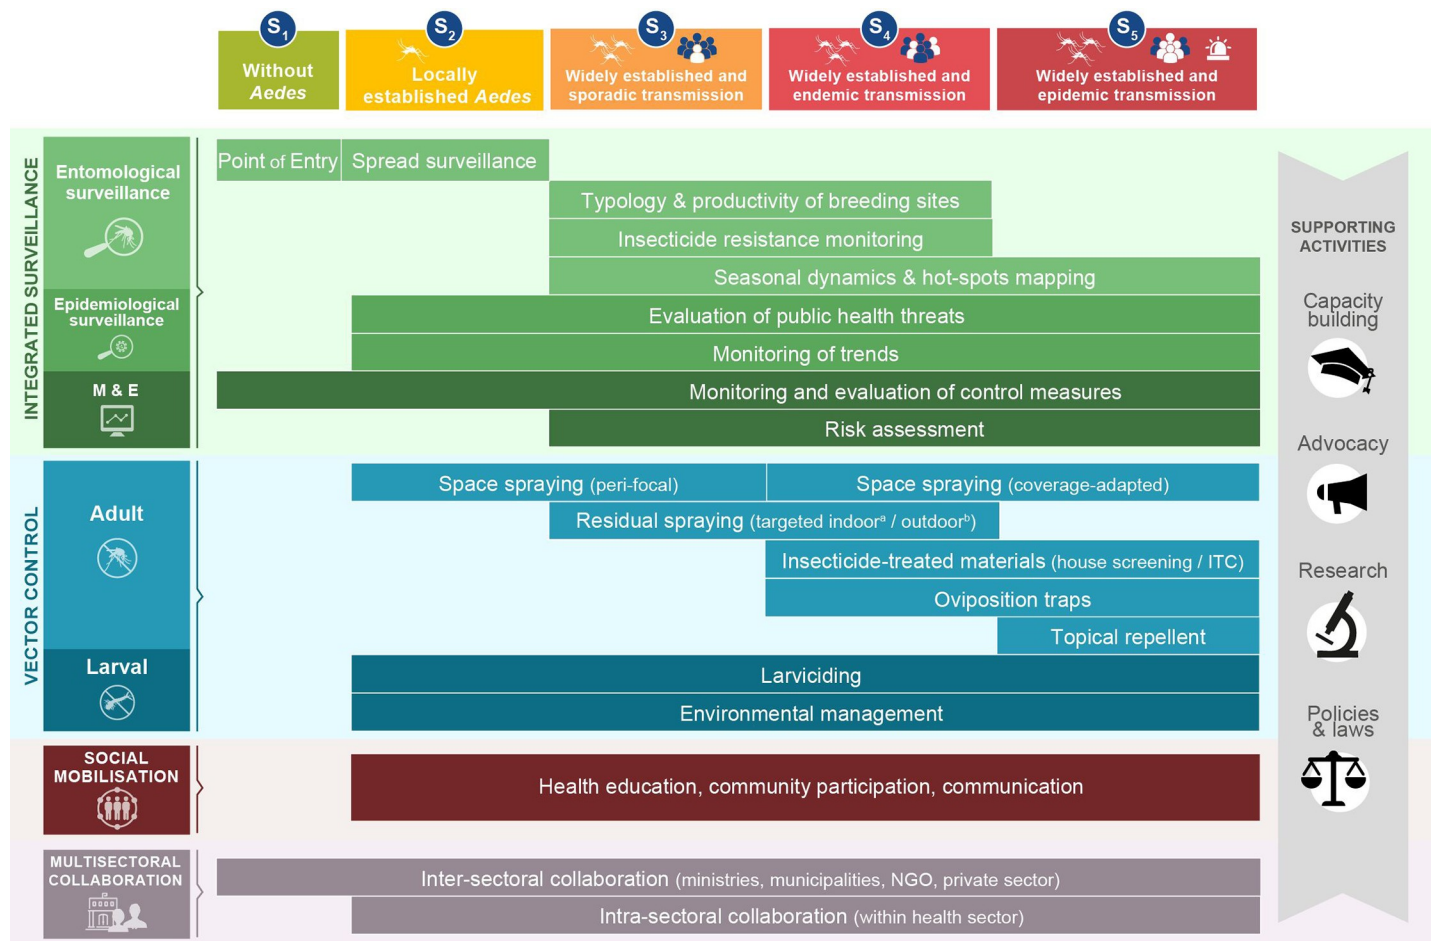 S1
S2
S3
S4
S5
Without
Aedes
Locally
established Aedes
Widely established and
sporadic transmission
Widely established and
endemic transmission
Widely established and
epidemic transmission
INTEGRATED SURVEILLANCE
Entomological
surveillance
Point of Entry
Spread surveillance
Typology & productivity of breeding sites
Insecticide resistance monitoring
Seasonal dynamics & hot-spots mapping
Epidemiological
surveillance
Evaluation of public health threats
Monitoring of trends
M & E
Monitoring and evaluation of control measures
Risk assessment
VECTOR CONTROL
Adult
Space spraying (peri-focal)
Space spraying (coverage-adapted)
Residual spraying (targeted indoorᵃ / outdoorᵇ)
Insecticide-treated materials (house screening / ITC)
Oviposition traps
Topical repellent
Larval
Larviciding
Environmental management
SOCIAL
MOBILISATION
Health education, community participation, communication
MULTISECTORAL
COLLABORATION
Inter-sectoral collaboration (ministries, municipalities, NGO, private sector)
Intra-sectoral collaboration (within health sector)
SUPPORTING
ACTIVITIES
Capacity
building
Advocacy
Research
Policies
& laws